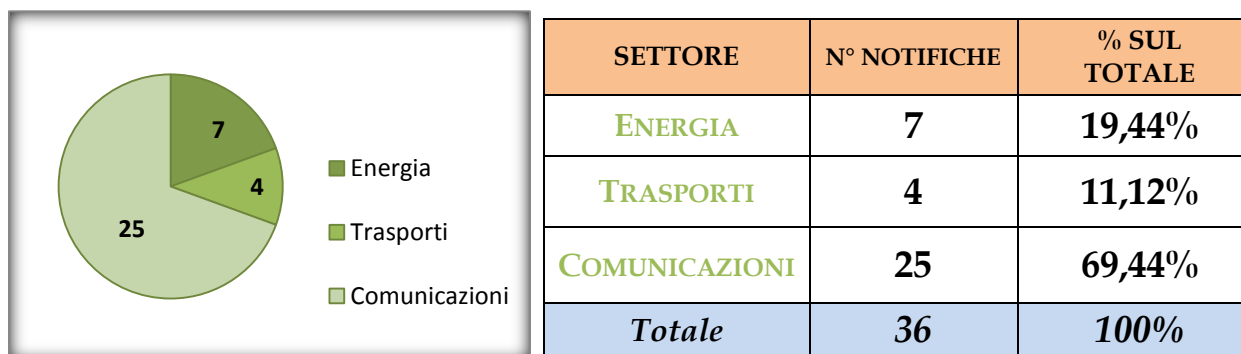 7
4
25
Energia
Trasporti
Comunicazioni
SETTORE N° NOTIFICHE % SUL
TOTALE
ENERGIA 7 19,44%
TRASPORTI 4 11,12%
COMUNICAZIONI 25 69,44%
Totale 36 100%